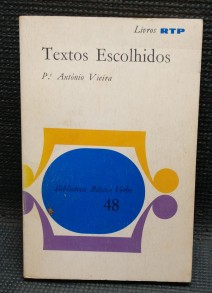 Livros RTP
Textos Escolhidos
P.e António Vieira
Biblioteca Básica Verbo
48